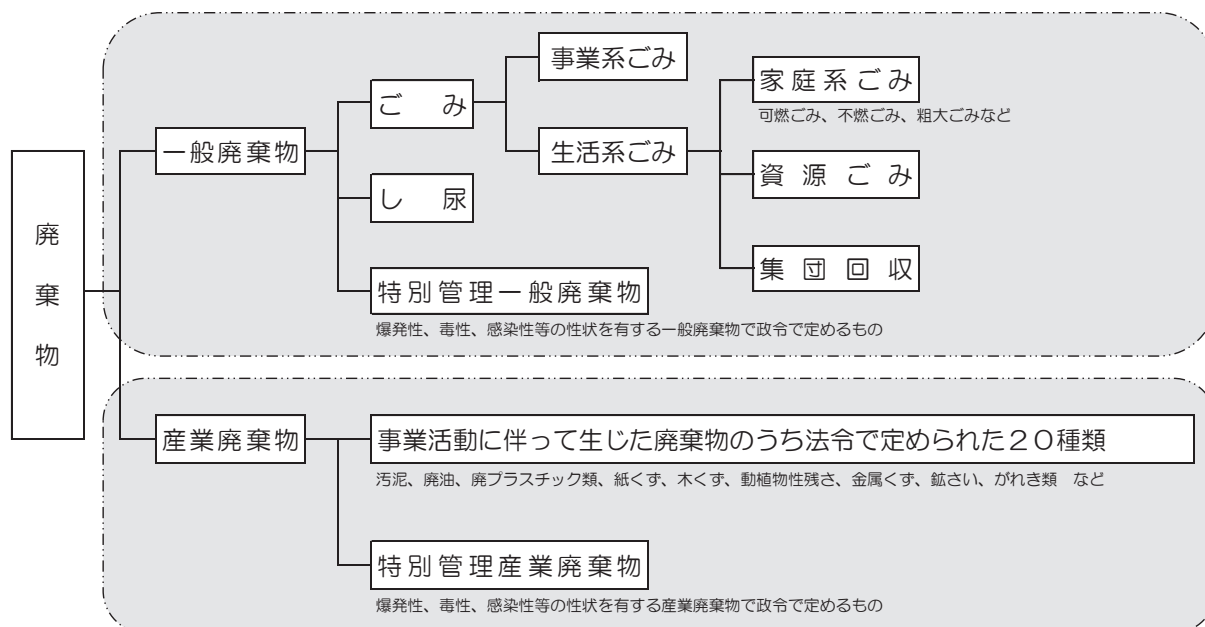 廃棄物
一般廃棄物
ごみ
事業系ごみ
生活系ごみ
家庭系ごみ
可燃ごみ、不燃ごみ、粗大ごみなど
資源ごみ
集団回収
し尿
特別管理一般廃棄物
爆発性、毒性、感染性等の性状を有する一般廃棄物で政令で定めるもの
産業廃棄物
事業活動に伴って生じた廃棄物のうち法令で定められた２０種類
汚泥、廃油、廃プラスチック類、紙くず、木くず、動植物性残さ、金属くず、鉱さい、がれき類　など
特別管理産業廃棄物
爆発性、毒性、感染性等の性状を有する産業廃棄物で政令で定めるもの